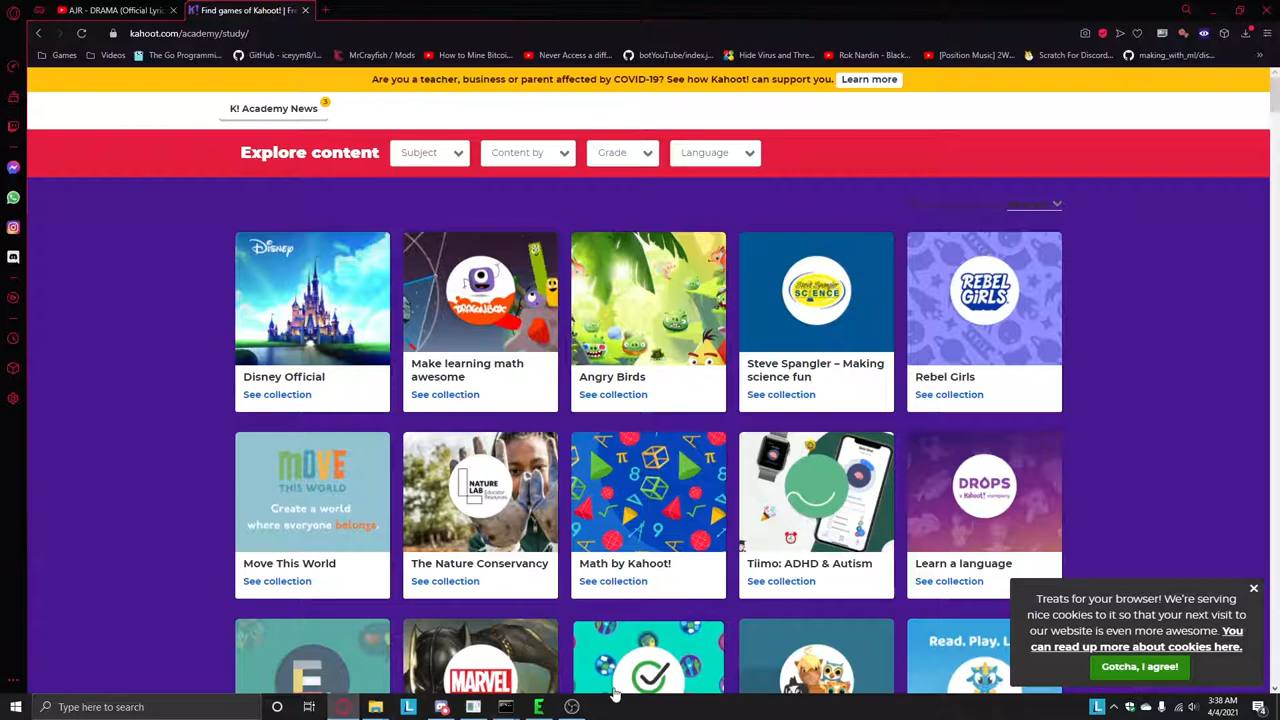 AJR - DRAMA (Official Lyric
Find games of Kahoot! | Fre
kahoot.com/academy/study/
Games
Videos
The Go Programmin...
GitHub - iceyym8/l...
MrCrayfish / Mods
How to Mine Bitcoi...
Never Access a diff...
botYouTube/index.j...
Hide Virus and Thre...
Rok Nardin - Black...
[Position Music] 2W...
Scratch For Discord...
making_with_ml/dis...
Are you a teacher, business or parent affected by COVID-19? See how Kahoot! can support you. Learn more
K! Academy News 3
Explore content Subject Content by Grade Language
Disney
DRAGONBOX
Steve Spangler SCIENCE
REBEL GIRLS
Disney Official
See collection
Make learning math awesome
See collection
Angry Birds
See collection
Steve Spangler – Making science fun
See collection
Rebel Girls
See collection
MOVE
THIS WORLD
Create a world
where everyone belongs.
NATURE LAB
Educator Resources
DROPS
a Kahoot! company
Move This World
See collection
The Nature Conservancy
See collection
Math by Kahoot!
See collection
Tiimo: ADHD & Autism
See collection
Learn a language
See collection
E
MARVEL
Read. Play. L
Treats for your browser! We're serving
nice cookies to it so that your next visit to
our website is even more awesome. You
can read up more about cookies here.
Gotcha, I agree!
Type here to search
3:38 AM
4/4/2021